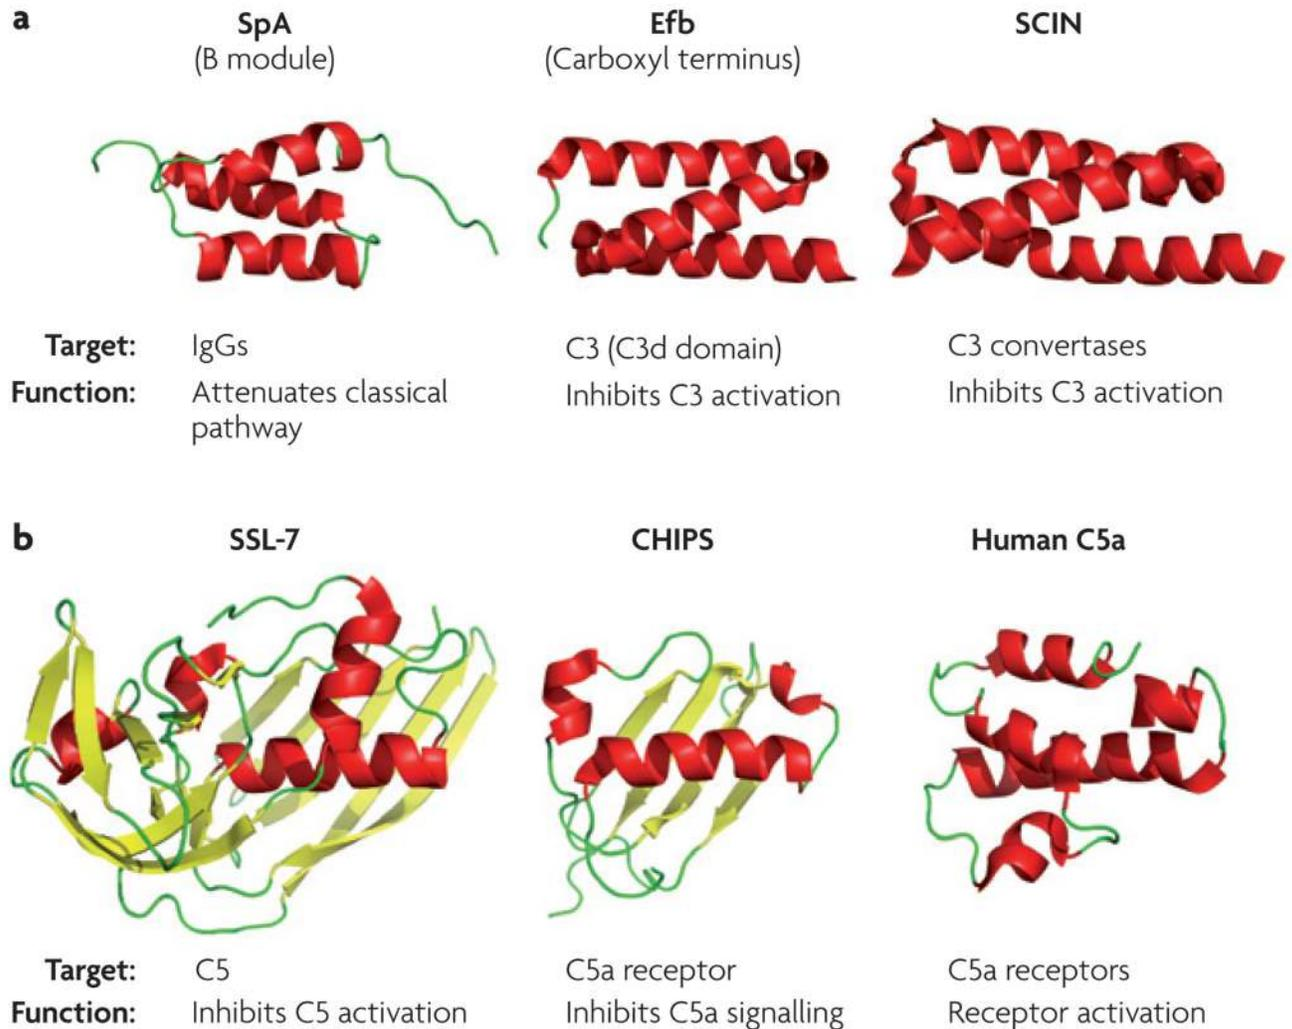 a
SpA
(B module)
Efb
(Carboxyl terminus)
SCIN
Target: IgGs C3 (C3d domain) C3 convertases
Function: Attenuates classical pathway Inhibits C3 activation Inhibits C3 activation
b
SSL-7 CHIPS Human C5a
Target: C5 C5a receptor C5a receptors
Function: Inhibits C5 activation Inhibits C5a signalling Receptor activation